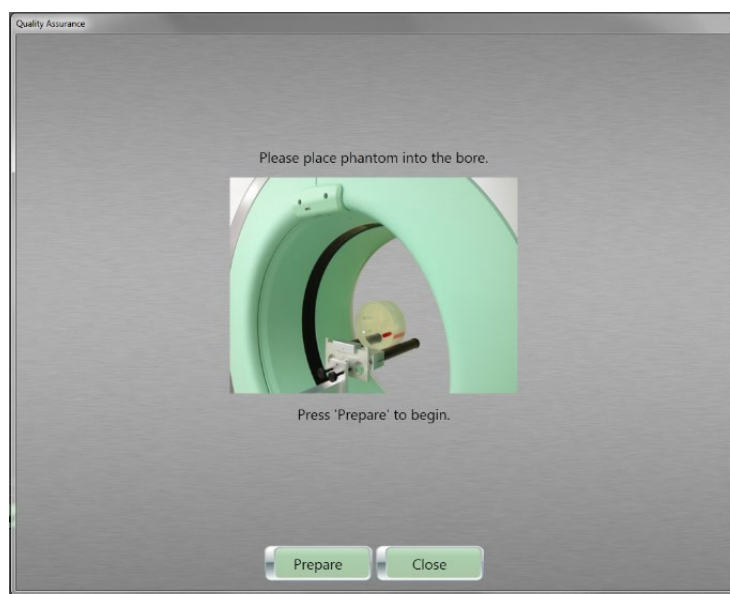 Quality Assurance
Please place phantom into the bore.
Press 'Prepare' to begin.
Prepare
Close